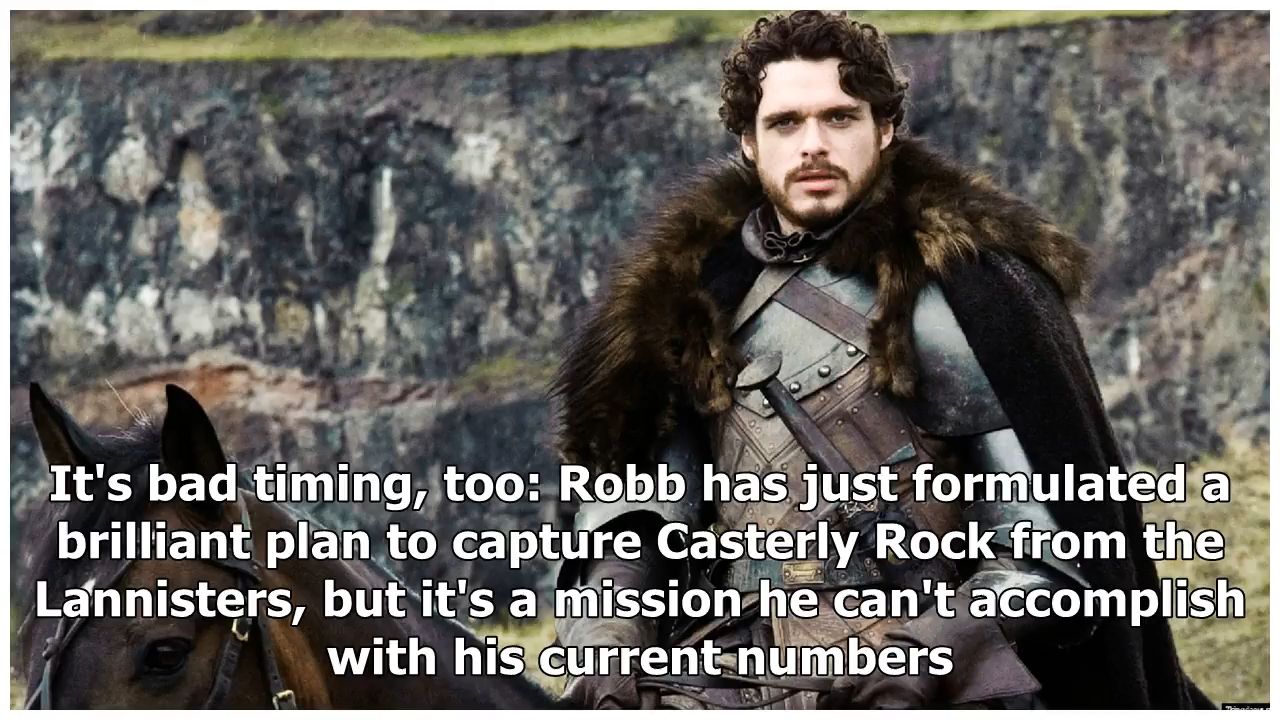 It's bad timing, too: Robb has just formulated a
brilliant plan to capture Casterly Rock from the
Lannisters, but it's a mission he can't accomplish
with his current numbers